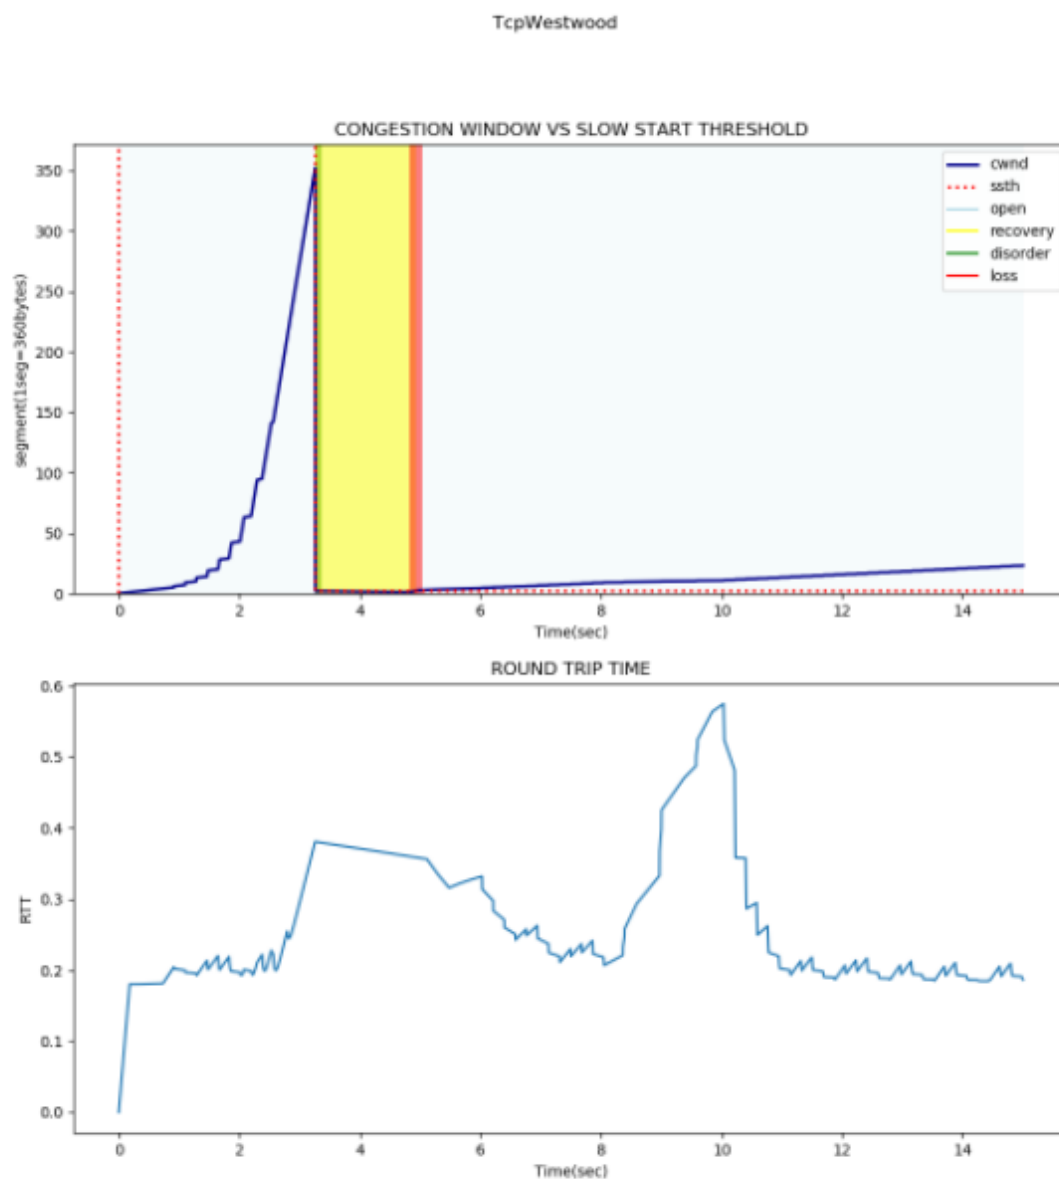 TcpWestwood
CONGESTION WINDOW VS SLOW START THRESHOLD
350
300
250
200
150
100
50
0
segment(1seg=360bytes)
cwnd
ssth
open
recovery
disorder
loss
0 2 4 6 8 10 12 14
Time(sec)
ROUND TRIP TIME
0.6
0.5
0.4
0.3
0.2
0.1
0.0
RTT
0 2 4 6 8 10 12 14
Time(sec)